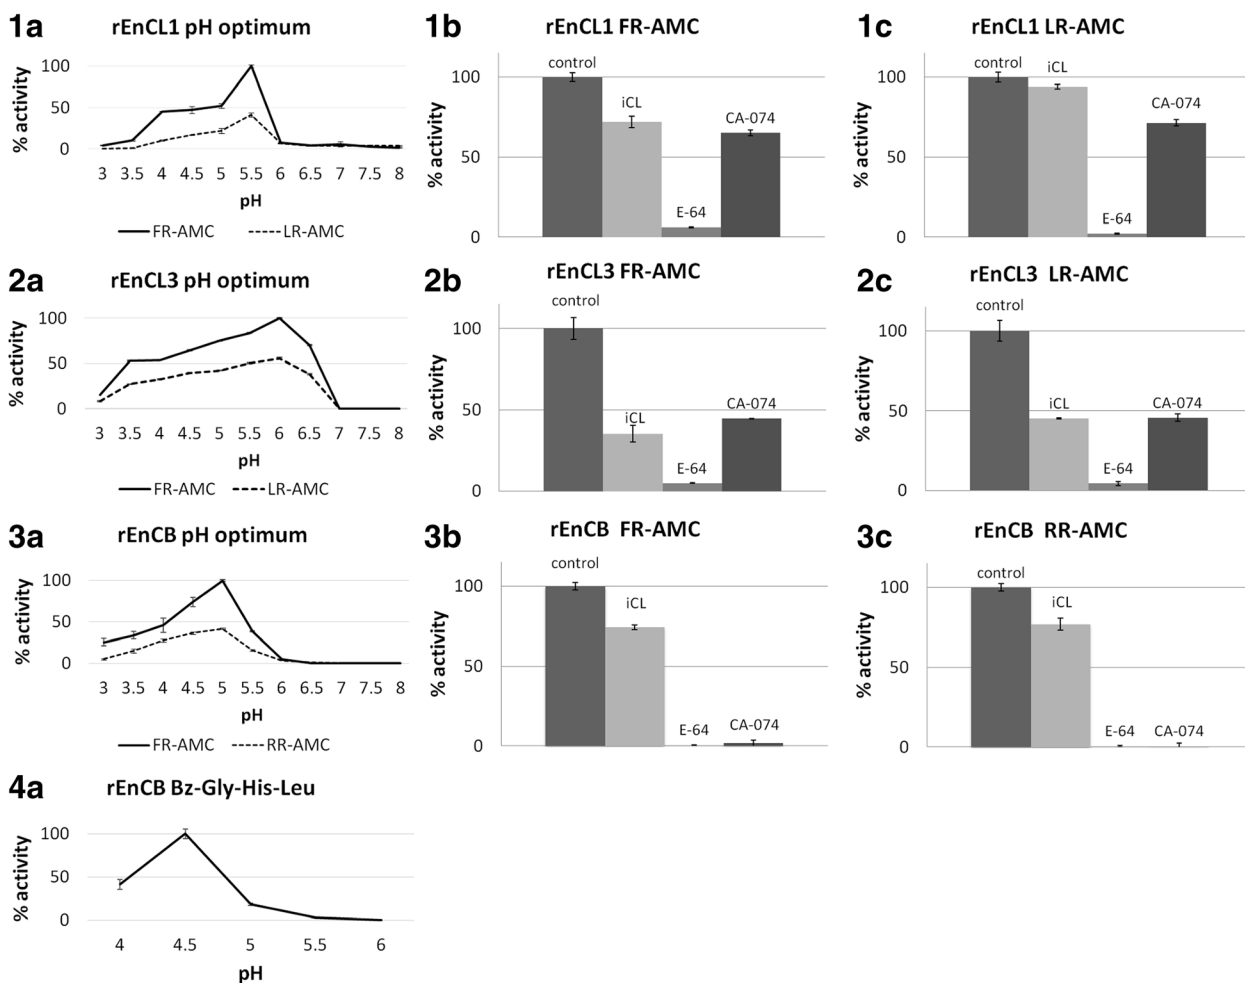 1a
rEnCL1 pH optimum
% activity
100
50
0
3 3.5 4 4.5 5 5.5 6 6.5 7 7.5 8
pH
FR-AMC LR-AMC
1b
rEnCL1 FR-AMC
% activity
100
50
0
control
iCL
E-64
CA-074
1c
rEnCL1 LR-AMC
% activity
100
50
0
control
iCL
E-64
CA-074
2a
rEnCL3 pH optimum
% activity
100
50
0
3 3.5 4 4.5 5 5.5 6 6.5 7 7.5 8
pH
FR-AMC LR-AMC
2b
rEnCL3 FR-AMC
% activity
100
50
0
control
iCL
E-64
CA-074
2c
rEnCL3 LR-AMC
% activity
100
50
0
control
iCL
E-64
CA-074
3a
rEnCB pH optimum
% activity
100
50
0
3 3.5 4 4.5 5 5.5 6 6.5 7 7.5 8
pH
FR-AMC RR-AMC
3b
rEnCB FR-AMC
% activity
100
50
0
control
iCL
E-64
CA-074
3c
rEnCB RR-AMC
% activity
100
50
0
control
iCL
E-64
CA-074
4a
rEnCB Bz-Gly-His-Leu
% activity
100
50
0
4 4.5 5 5.5 6
pH